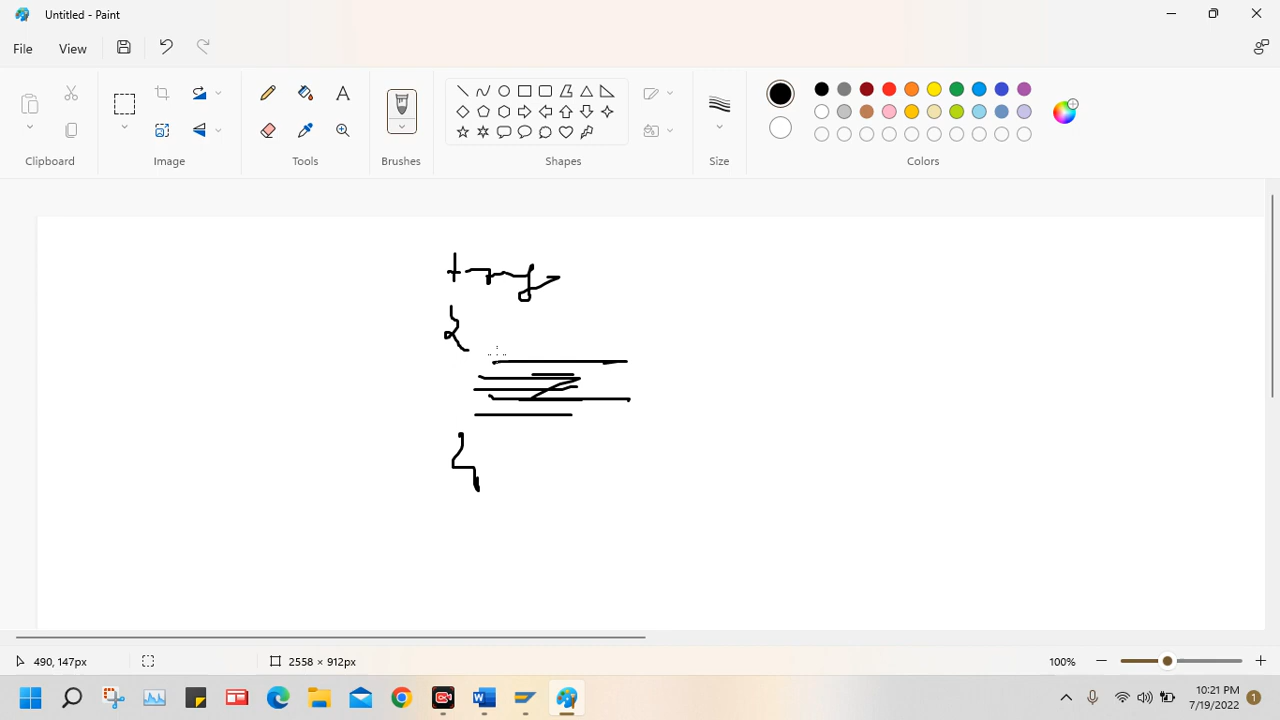 Untitled - Paint
File View
Clipboard Image Tools Brushes Shapes Size Colors
A
490, 147px 2558 × 912px 100%
10:21 PM
7/19/2022 1